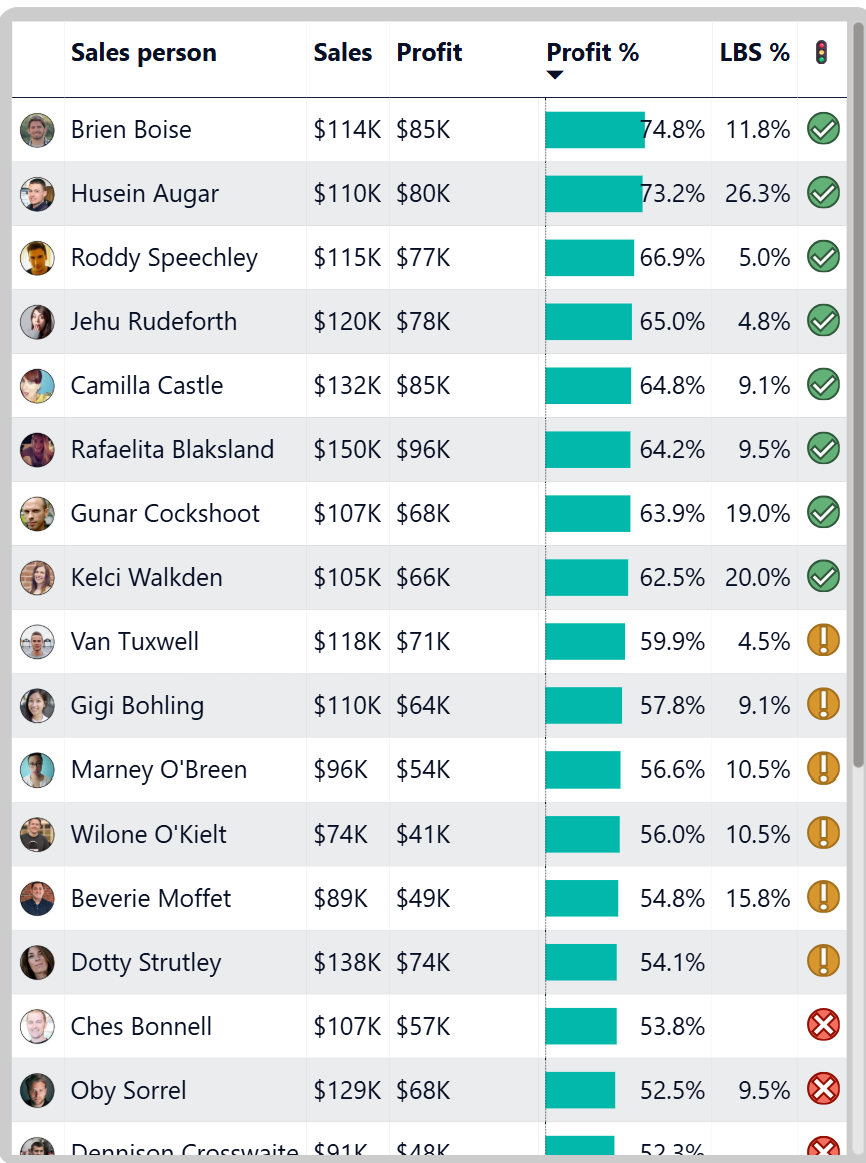 Sales person Sales Profit Profit % LBS %
Brien Boise $114K $85K 74.8% 11.8%
Husein Augar $110K $80K 73.2% 26.3%
Roddy Speechley $115K $77K 66.9% 5.0%
Jehu Rudeforth $120K $78K 65.0% 4.8%
Camilla Castle $132K $85K 64.8% 9.1%
Rafaelita Blaksland $150K $96K 64.2% 9.5%
Gunar Cockshoot $107K $68K 63.9% 19.0%
Kelci Walkden $105K $66K 62.5% 20.0%
Van Tuxwell $118K $71K 59.9% 4.5%
Gigi Bohling $110K $64K 57.8% 9.1%
Marney O'Breen $96K $54K 56.6% 10.5%
Wilone O'Kielt $74K $41K 56.0% 10.5%
Beverie Moffet $89K $49K 54.8% 15.8%
Dotty Strutley $138K $74K 54.1%
Ches Bonnell $107K $57K 53.8%
Oby Sorrel $129K $68K 52.5% 9.5%
Dennison Crosswaite $91K $48K 52.3%